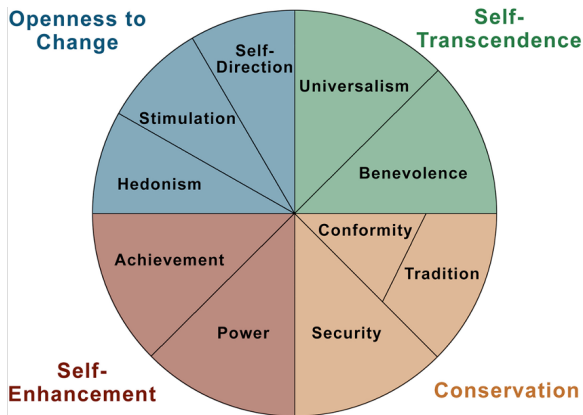 Openness to
Change
Self-
Transcendence
Self-
Direction
Universalism
Stimulation
Benevolence
Hedonism
Conformity
Achievement
Tradition
Power
Security
Self-
Enhancement
Conservation